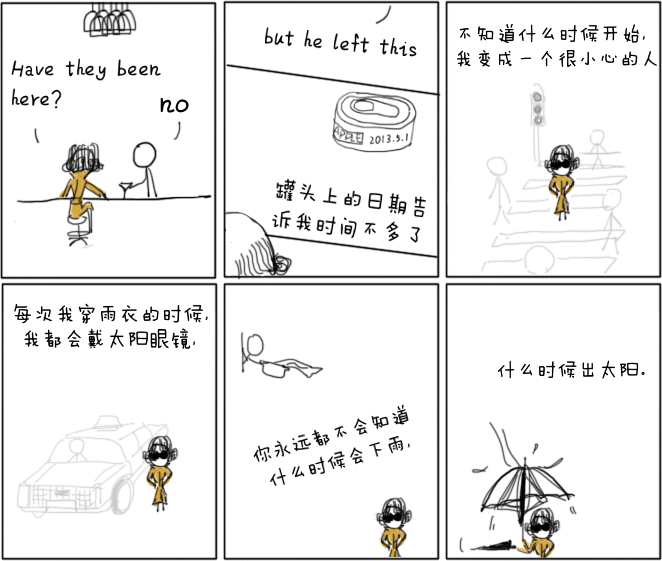 Have they been
here?
no
but he left this
APPLE 2013.5.1
罐头上的日期告
诉我时间不多了
不知道什么时候开始,
我变成一个很小心的人
每次我穿雨衣的时候,
我都会戴太阳眼镜,
你永远都不会知道
什么时候会下雨,
什么时候出太阳.